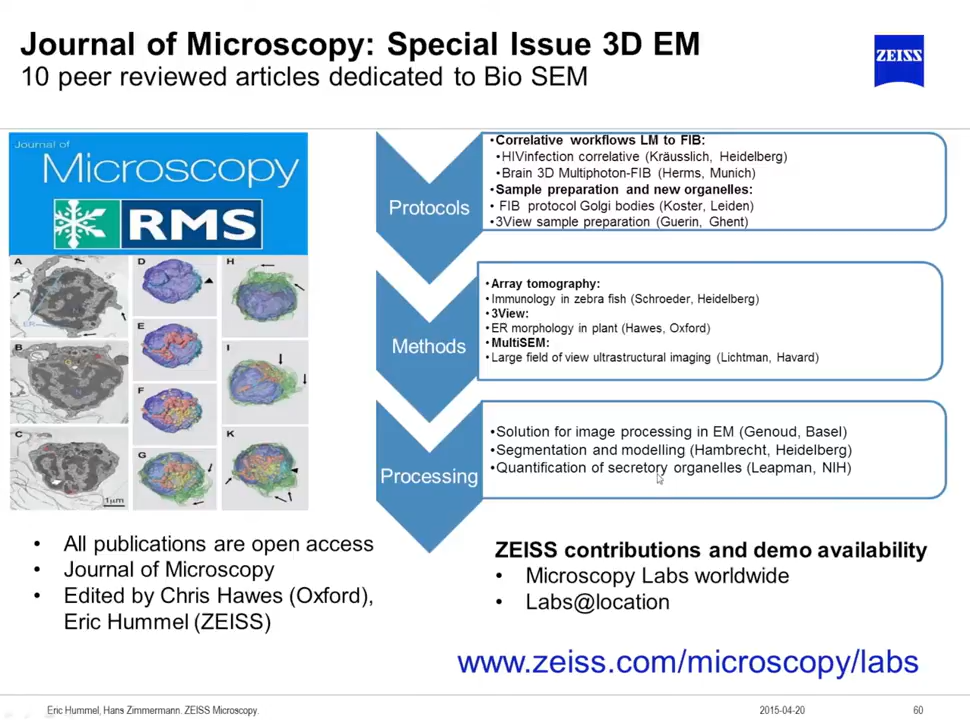 Journal of Microscopy: Special Issue 3D EM
10 peer reviewed articles dedicated to Bio SEM
ZEISS
Journal of
Microscopy
RMS
A
ER
B
C
1µm
D
E
F
G
H
I
K
Protocols
•Correlative workflows LM to FIB:
•HIVinfection correlative (Kräusslich, Heidelberg)
•Brain 3D Multiphoton-FIB (Herms, Munich)
•Sample preparation and new organelles:
• FIB protocol Golgi bodies (Koster, Leiden)
•3View sample preparation (Guerin, Ghent)
Methods
•Array tomography:
•Immunology in zebra fish (Schroeder, Heidelberg)
•3View:
•ER morphology in plant (Hawes, Oxford)
•MultiSEM:
•Large field of view ultrastructural imaging (Lichtman, Havard)
Processing
•Solution for image processing in EM (Genoud, Basel)
•Segmentation and modelling (Hambrecht, Heidelberg)
•Quantification of secretory organelles (Leapman, NIH)
• All publications are open access
• Journal of Microscopy
• Edited by Chris Hawes (Oxford),
Eric Hummel (ZEISS)
ZEISS contributions and demo availability
• Microscopy Labs worldwide
• Labs@location
www.zeiss.com/microscopy/labs
Eric Hummel, Hans Zimmermann. ZEISS Microscopy.
2015-04-20
60